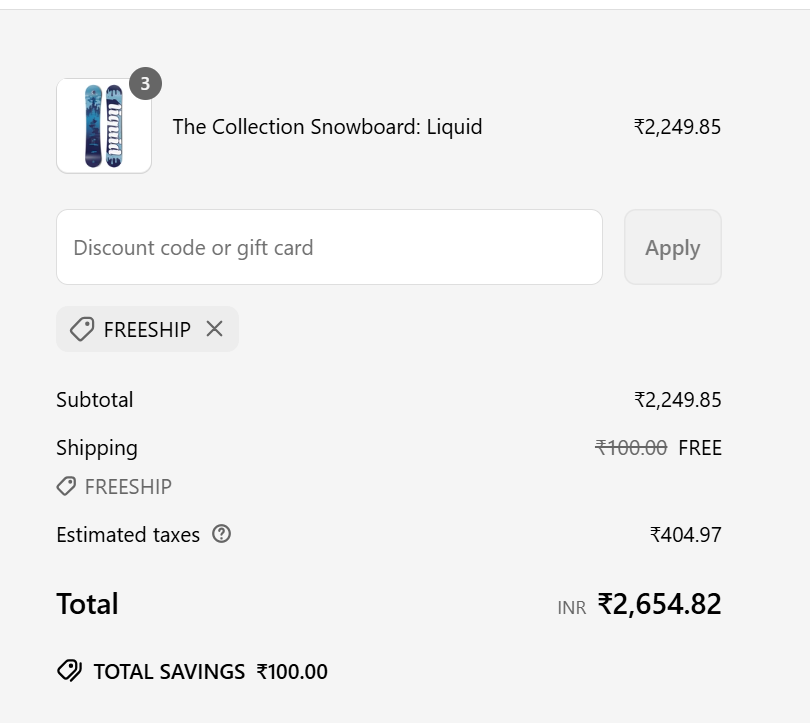 3
liquid
The Collection Snowboard: Liquid ₹2,249.85
Discount code or gift card Apply
FREESHIP
Subtotal ₹2,249.85
Shipping ₹100.00 FREE
FREESHIP
Estimated taxes ₹404.97
Total INR ₹2,654.82
TOTAL SAVINGS ₹100.00